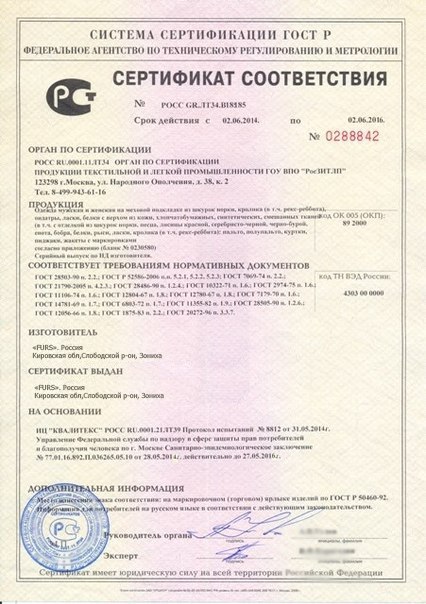 СИСТЕМА СЕРТИФИКАЦИИ ГОСТ Р
ФЕДЕРАЛЬНОЕ АГЕНТСТВО ПО ТЕХНИЧЕСКОМУ РЕГУЛИРОВАНИЮ И МЕТРОЛОГИИ
СЕРТИФИКАТ СООТВЕТСТВИЯ
№ РОСС GR.ЛТ34.В18185
Срок действия с 02.06.2014. по 02.06.2016.
№ 0288842
ОРГАН ПО СЕРТИФИКАЦИИ
РОСС RU.0001.11.ЛТ34 ОРГАН ПО СЕРТИФИКАЦИИ
ПРОДУКЦИИ ТЕКСТИЛЬНОЙ И ЛЕГКОЙ ПРОМЫШЛЕННОСТИ ГОУ ВПО "РосЗИТЛП"
123298 г.Москва, ул. Народного Ополчения, д. 38, к. 2
Тел. 8-499-943-61-16
ПРОДУКЦИЯ
Одежда мужская и женская на меховой подкладке из шкурок норки, кролика (в т.ч. рекс-реббита),
ондатры, ласки, белки с верхом из кожи, хлопчатобумажных, синтетических, смешанных тканей
(в т.ч. с отделкой из шкурок норки, песца, лисицы красной, серебристо-черной, черно-бурой,
енота, бобра, белки, рыси, ласки, кролика (в т.ч. рекс-реббита): пальто, полупальто, куртки,
пиджаки, жакеты с маркировками
согласно приложению (бланк № 0230580)
Серийный выпуск по НД изготовителя.
код ОК 005 (ОКП):
89 2000
СООТВЕТСТВУЕТ ТРЕБОВАНИЯМ НОРМАТИВНЫХ ДОКУМЕНТОВ
ГОСТ 28503-90 п. 2.2.; ГОСТ Р 52586-2006 п.п. 5.2.1, 5.2.2, 5.2.3; ГОСТ 7069-74 п. 2.2.;
ГОСТ 21790-2005 п. 4.2.3.; ГОСТ 28486-90 п. 1.2.4.; ГОСТ 10322-71 п. 1.6.; ГОСТ 2974-75 п. 1.6.;
ГОСТ 11106-74 п. 1.6.; ГОСТ 12804-67 п. 1.8.; ГОСТ 12780-67 п. 1.8.; ГОСТ 7179-70 п. 1.6.;
ГОСТ 14781-69 п. 1.7.; ГОСТ 6803-72 п. 1.7.; ГОСТ 11355-82 п. 1.9.; ГОСТ 28505-90 п. 1.2.6.;
ГОСТ 12056-66 п. 1.8.; ГОСТ 1875-83 п. 2.2.; ГОСТ 20272-96 п. 3.3.7.
код ТН ВЭД России:
4303 00 0000
ИЗГОТОВИТЕЛЬ
«FURS». Россия
Кировская обл,Слободской р-он, Зониха
СЕРТИФИКАТ ВЫДАН
«FURS». Россия
Кировская обл,Слободской р-он, Зониха
НА ОСНОВАНИИ
ИЦ "КВАЛИТЕКС" РОСС RU.0001.21.ЛТ39 Протокол испытаний № 8812 от 31.05.2014г.
Управление Федеральной службы по надзору в сфере защиты прав потребителей
и благополучия человека по г. Москве Санитарно-эпидемиологическое заключение
№ 77.01.16.892.П.036265.05.10 от 28.05.2014г. действительно до 27.05.2016г.
ДОПОЛНИТЕЛЬНАЯ ИНФОРМАЦИЯ
Место нанесения знака соответствия: на маркировочном (товарном) ярлыке изделий по ГОСТ Р 50460-92.
Информация для потребителей на русском языке в соответствии с действующим законодательством.
Руководитель органа
подпись
инициалы, фамилия
Эксперт
подпись
инициалы, фамилия
Сертификат имеет юридическую силу на всей территории Российской Федерации